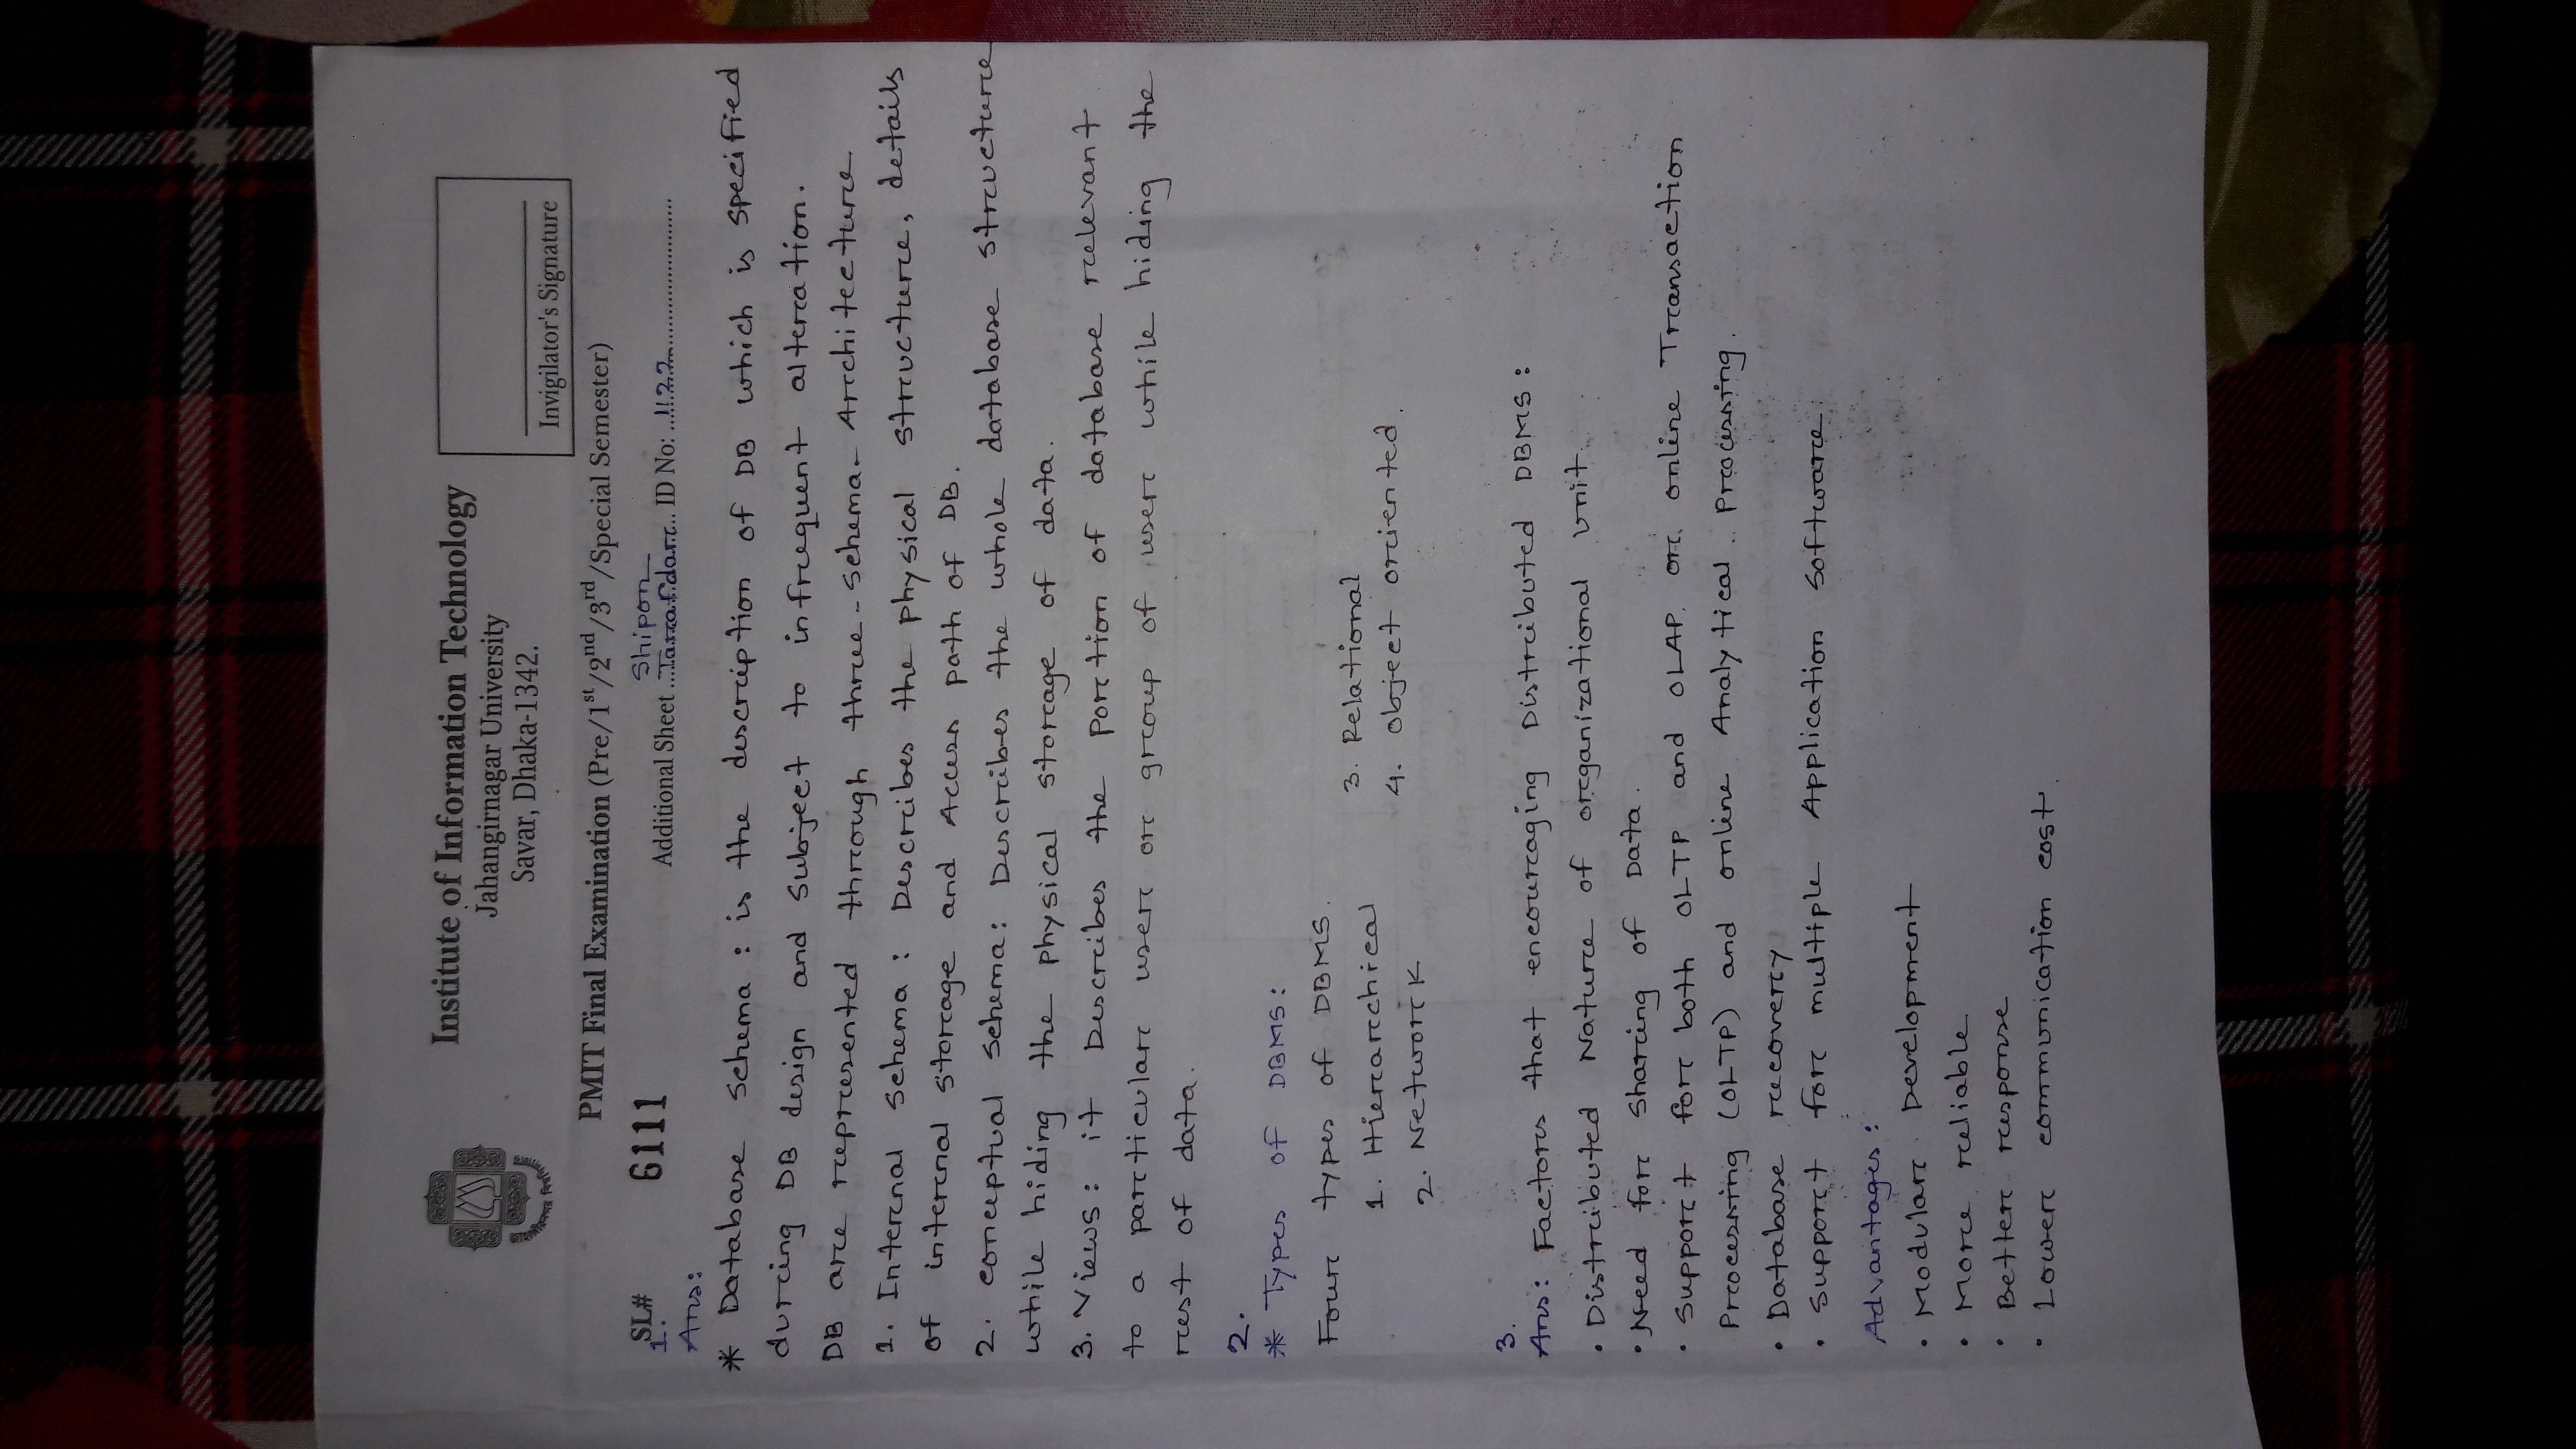 Institute of Information Technology
Jahangirnagar University
Savar, Dhaka-1342.
Invigilator's Signature
PMIT Final Examination (Pre/1st/2nd/3rd/Special Semester)
SL# 6111
Additional Sheet... Shipon Tarafdar... ID No: ...1122...
1.
Ans:
* Database schema : is the description of DB which is specified
during DB design and subject to infrequent alteration.
DB are represented through three-schema-Architecture
1. Internal schema : Describes the physical structure, details
of internal storage and Access path of DB.
2. conceptual schema: Describes the whole database structure
while hiding the physical storage of data.
3. Views: it Describes the portion of database relevant
to a particular user or group of user while hiding the
rest of data.
2.
* Types of DBMS:
Four types of DBMS.
1. Hierarchical 3. Relational
2. Network 4. object oriented.
3.
Ans: Factors that encouraging Distributed DBMS:
• Distributed Nature of organizational Unit.
• Need for sharing of Data.
• Support for both OLTP and OLAP. or. online Transaction
Processing (OLTP) and online Analytical processing.
• Database recovery
• Support for multiple Application software.
Advantages:
• Modular Development
• More reliable
• Better response
• Lower communication cost.